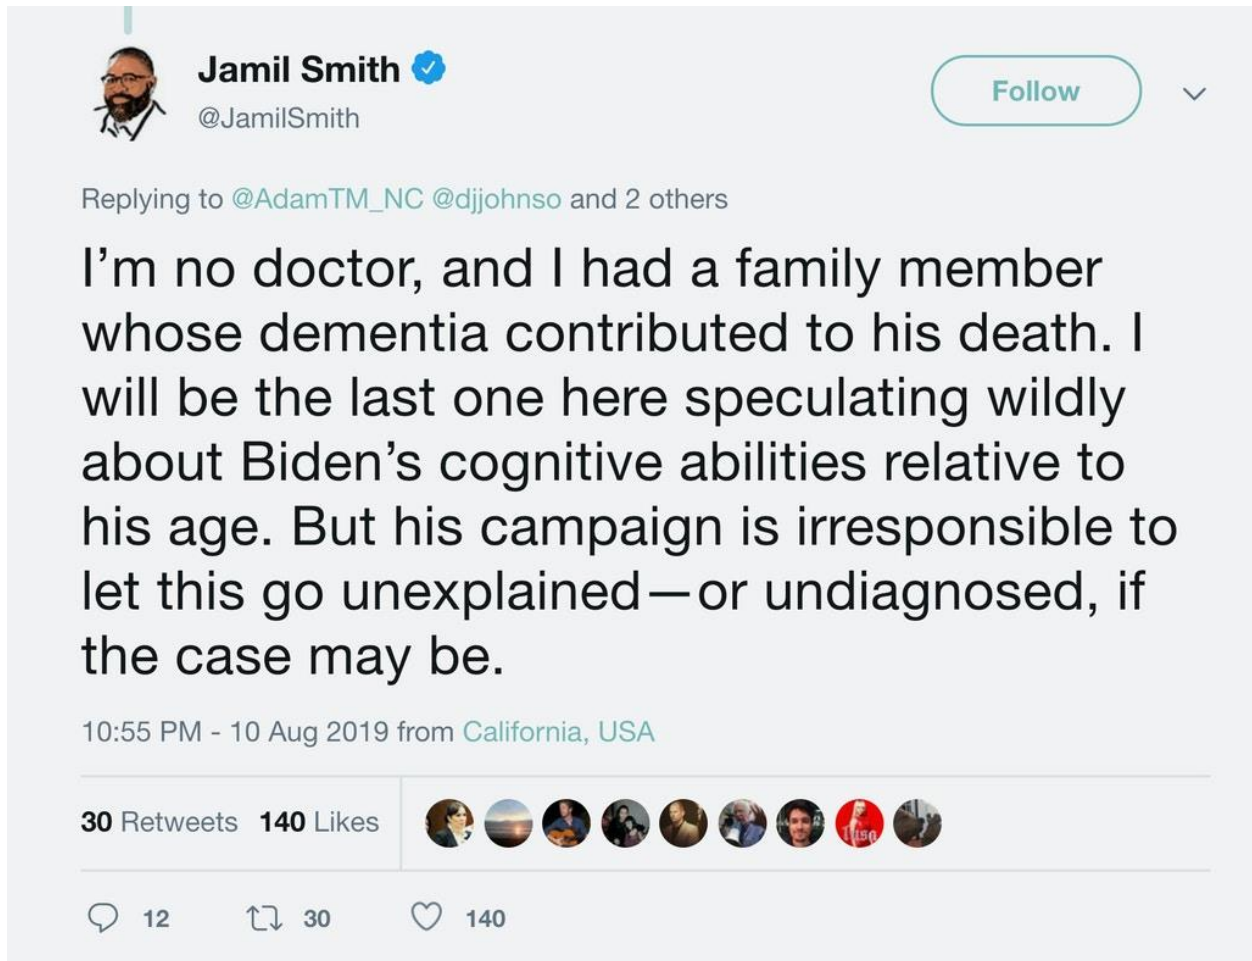 Jamil Smith
@JamilSmith
Follow
Replying to @AdamTM_NC @djjohnso and 2 others
I’m no doctor, and I had a family member
whose dementia contributed to his death. I
will be the last one here speculating wildly
about Biden’s cognitive abilities relative to
his age. But his campaign is irresponsible to
let this go unexplained—or undiagnosed, if
the case may be.
10:55 PM - 10 Aug 2019 from California, USA
30 Retweets 140 Likes
12 30 140